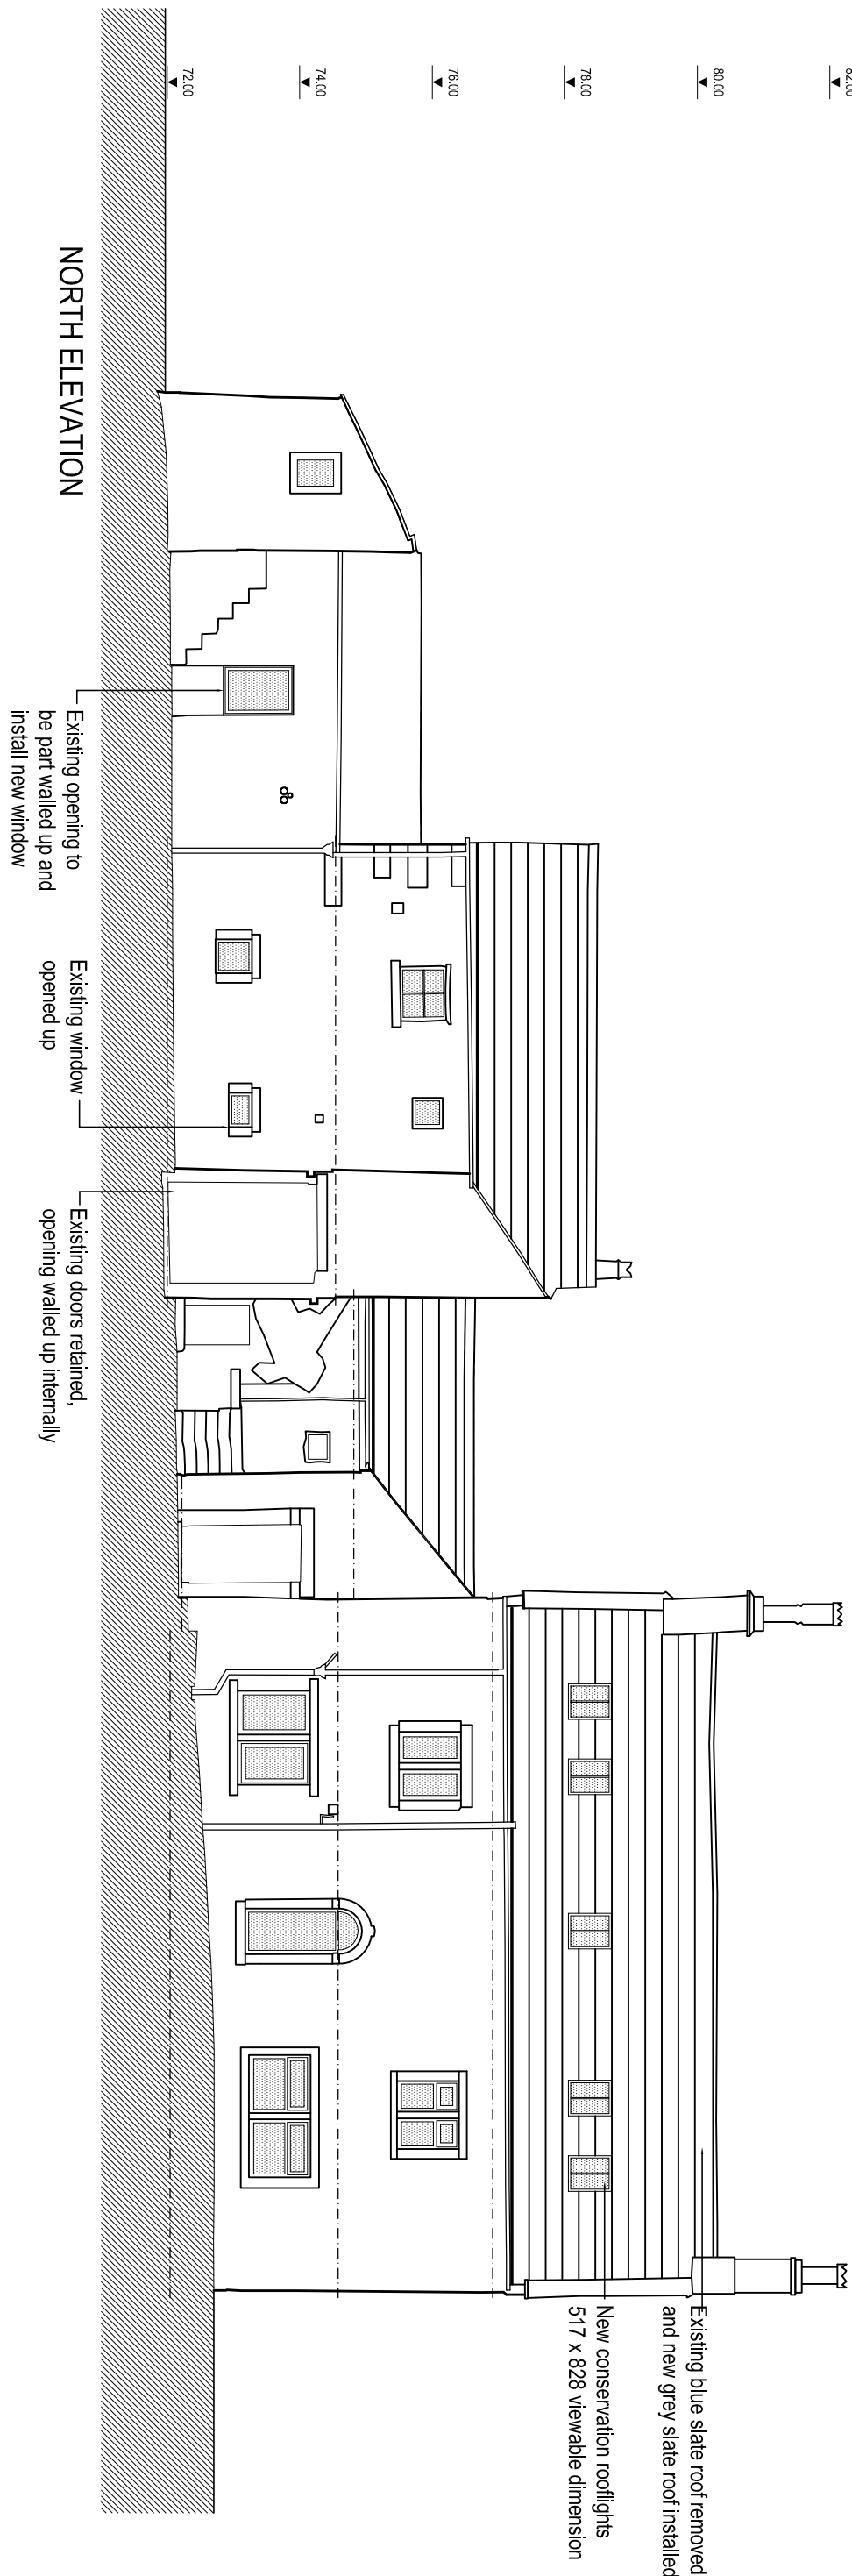 82.00
80.00
78.00
76.00
74.00
72.00
Existing blue slate roof removed
and new grey slate roof installed
New conservation rooflights
517 x 828 viewable dimension
Existing opening to
be part walled up and
install new window
Existing window
opened up
Existing doors retained,
opening walled up internally
NORTH ELEVATION